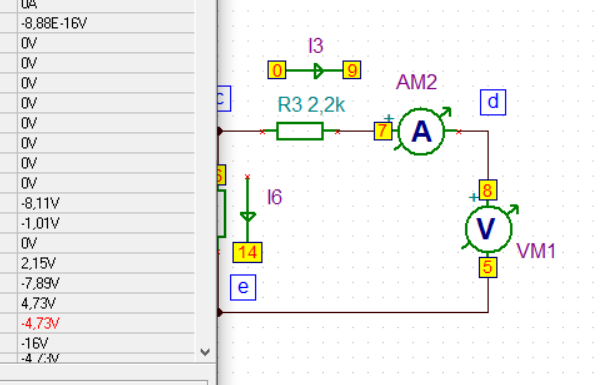 0A
-8,88E-16V
0V
0V
0V
0V
0V
0V
0V
0V
-8,11V
-1,01V
0V
2,15V
-7,89V
4,73V
-4,73V
-16V
-4,73V
I3
0
9
AM2
c
R3 2,2k
d
7
+
A
6
I6
8
+
V
VM1
14
5
e